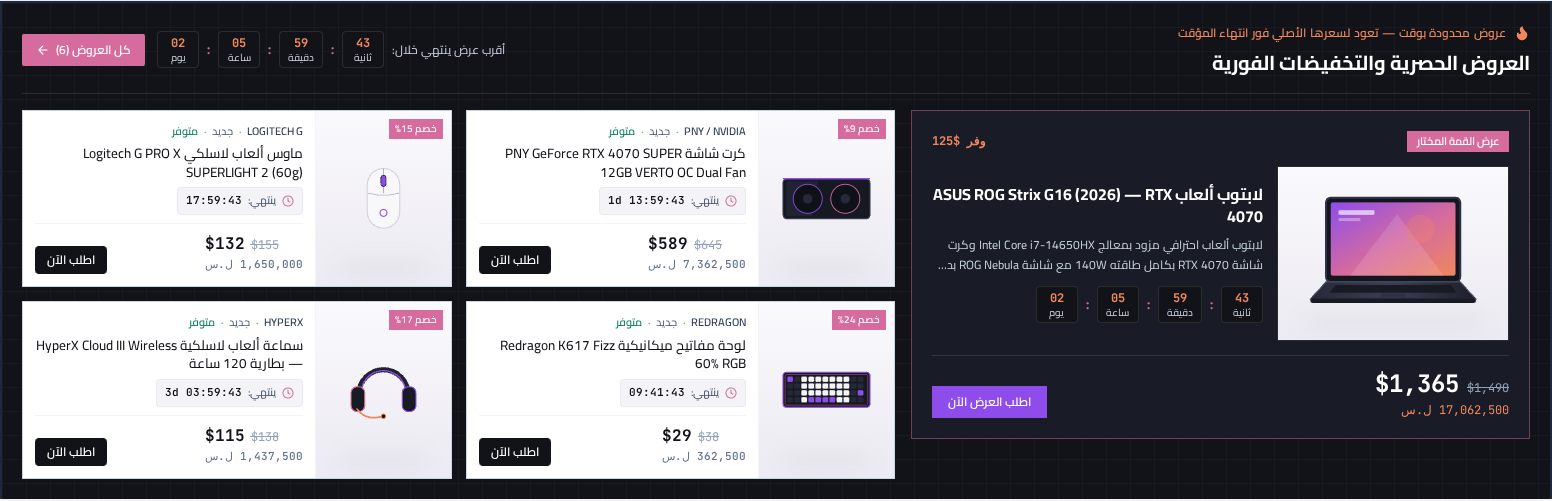 عروض محدودة بوقت — تعود لسعرها الأصلي فور انتهاء المؤقت
العروض الحصرية والتخفيضات الفورية
أقرب عرض ينتهي خلال:
43 : 59 : 05 : 02
ثانية دقيقة ساعة يوم
كل العروض (6) ←
عرض القمة المختار
وفر 125$
لابتوب ألعاب ASUS ROG Strix G16 (2026) — RTX
4070
لابتوب ألعاب احترافي مزود بمعالج Intel Core i7-14650HX وكرت
شاشة RTX 4070 بكامل طاقته 140W مع شاشة ROG Nebula بد...
43 : 59 : 05 : 02
ثانية دقيقة ساعة يوم
$1,490 $1,365
17,062,500 ل.س
اطلب العرض الآن
خصم 9%
PNY / NVIDIA · جديد · متوفر
كرت شاشة PNY GeForce RTX 4070 SUPER
12GB VERTO OC Dual Fan
ينتهي: 1d 13:59:43
$645 $589
7,362,500 ل.س
اطلب الآن
خصم 15%
LOGITECH G · جديد · متوفر
ماوس ألعاب لاسلكي Logitech G PRO X
SUPERLIGHT 2 (60g)
ينتهي: 17:59:43
$155 $132
1,650,000 ل.س
اطلب الآن
خصم 24%
REDRAGON · جديد · متوفر
لوحة مفاتيح ميكانيكية Redragon K617 Fizz
60% RGB
ينتهي: 09:41:43
$38 $29
362,500 ل.س
اطلب الآن
خصم 17%
HYPERX · جديد · متوفر
سماعة ألعاب لاسلكية HyperX Cloud III Wireless
— بطارية 120 ساعة
ينتهي: 3d 03:59:43
$138 $115
1,437,500 ل.س
اطلب الآن